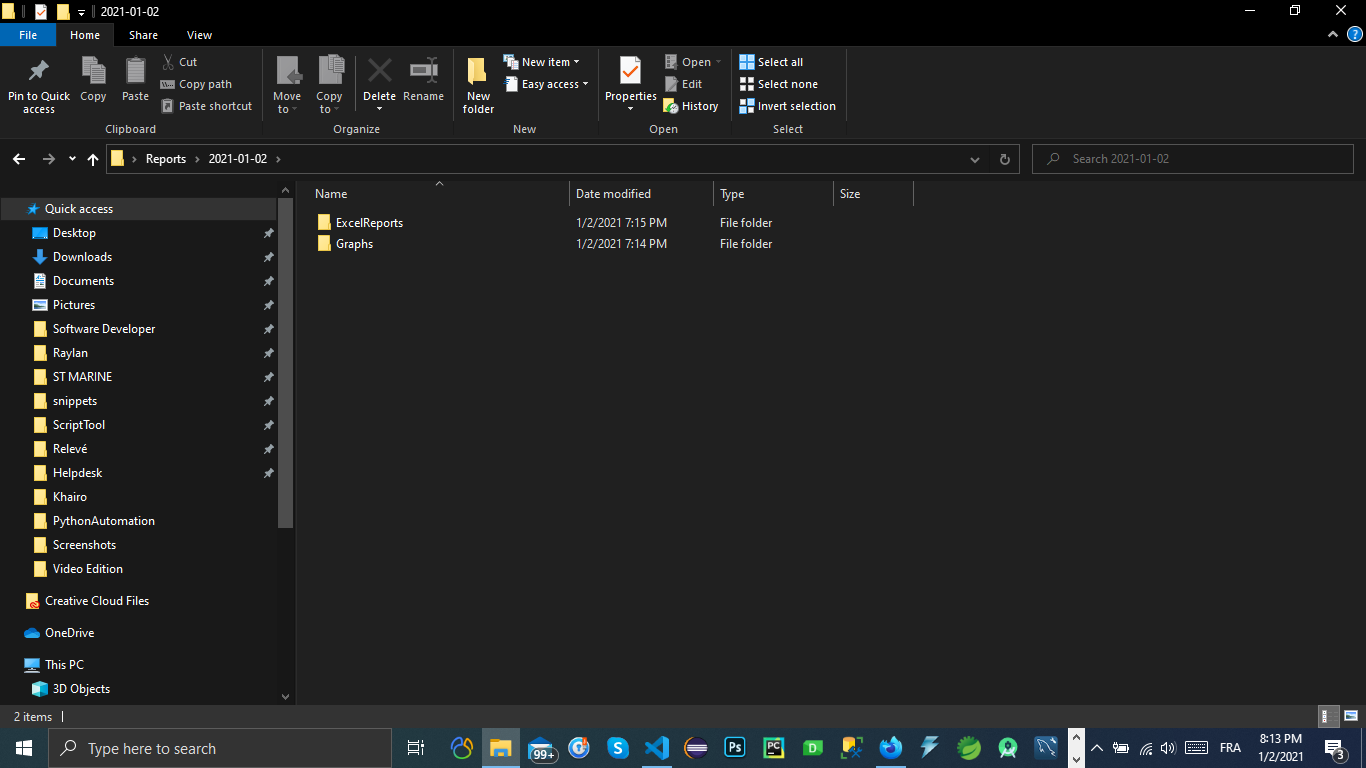 2021-01-02
File Home Share View
Pin to Quick access
Copy
Paste
Cut
Copy path
Paste shortcut
Clipboard
Move to
Copy to
Delete
Rename
Organize
New folder
New item
Easy access
New
Properties
Open
Edit
History
Open
Select all
Select none
Invert selection
Select
Reports 2021-01-02
Search 2021-01-02
Name Date modified Type Size
ExcelReports 1/2/2021 7:15 PM File folder
Graphs 1/2/2021 7:14 PM File folder
Quick access
Desktop
Downloads
Documents
Pictures
Software Developer
Raylan
ST MARINE
snippets
ScriptTool
Relevé
Helpdesk
Khairo
PythonAutomation
Screenshots
Video Edition
Creative Cloud Files
OneDrive
This PC
3D Objects
2 items
Type here to search
99+
Ps
PC
D
FRA
8:13 PM
1/2/2021
3